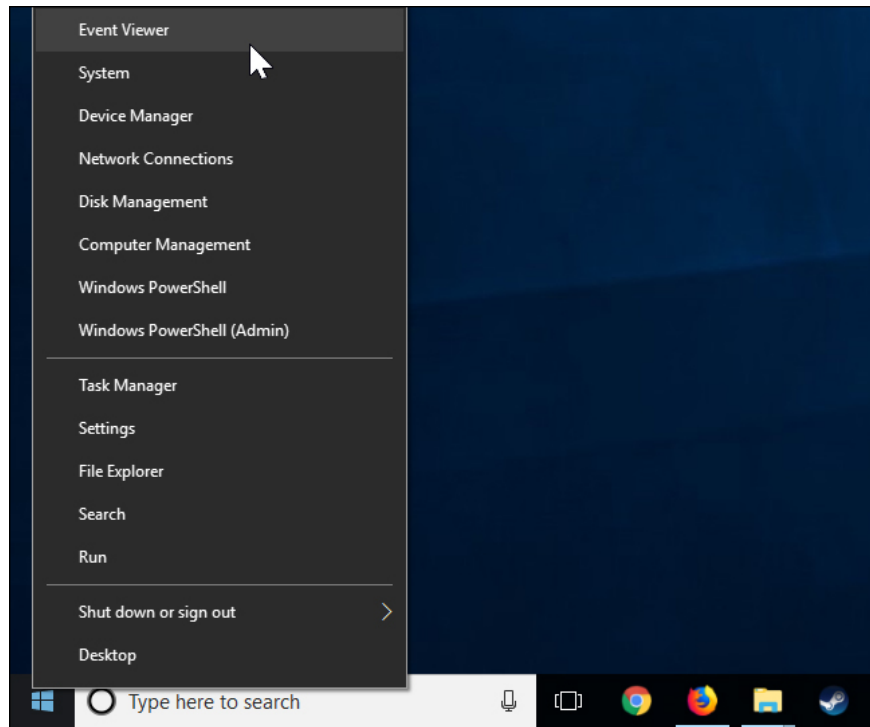 Event Viewer
System
Device Manager
Network Connections
Disk Management
Computer Management
Windows PowerShell
Windows PowerShell (Admin)
Task Manager
Settings
File Explorer
Search
Run
Shut down or sign out
Desktop
Type here to search